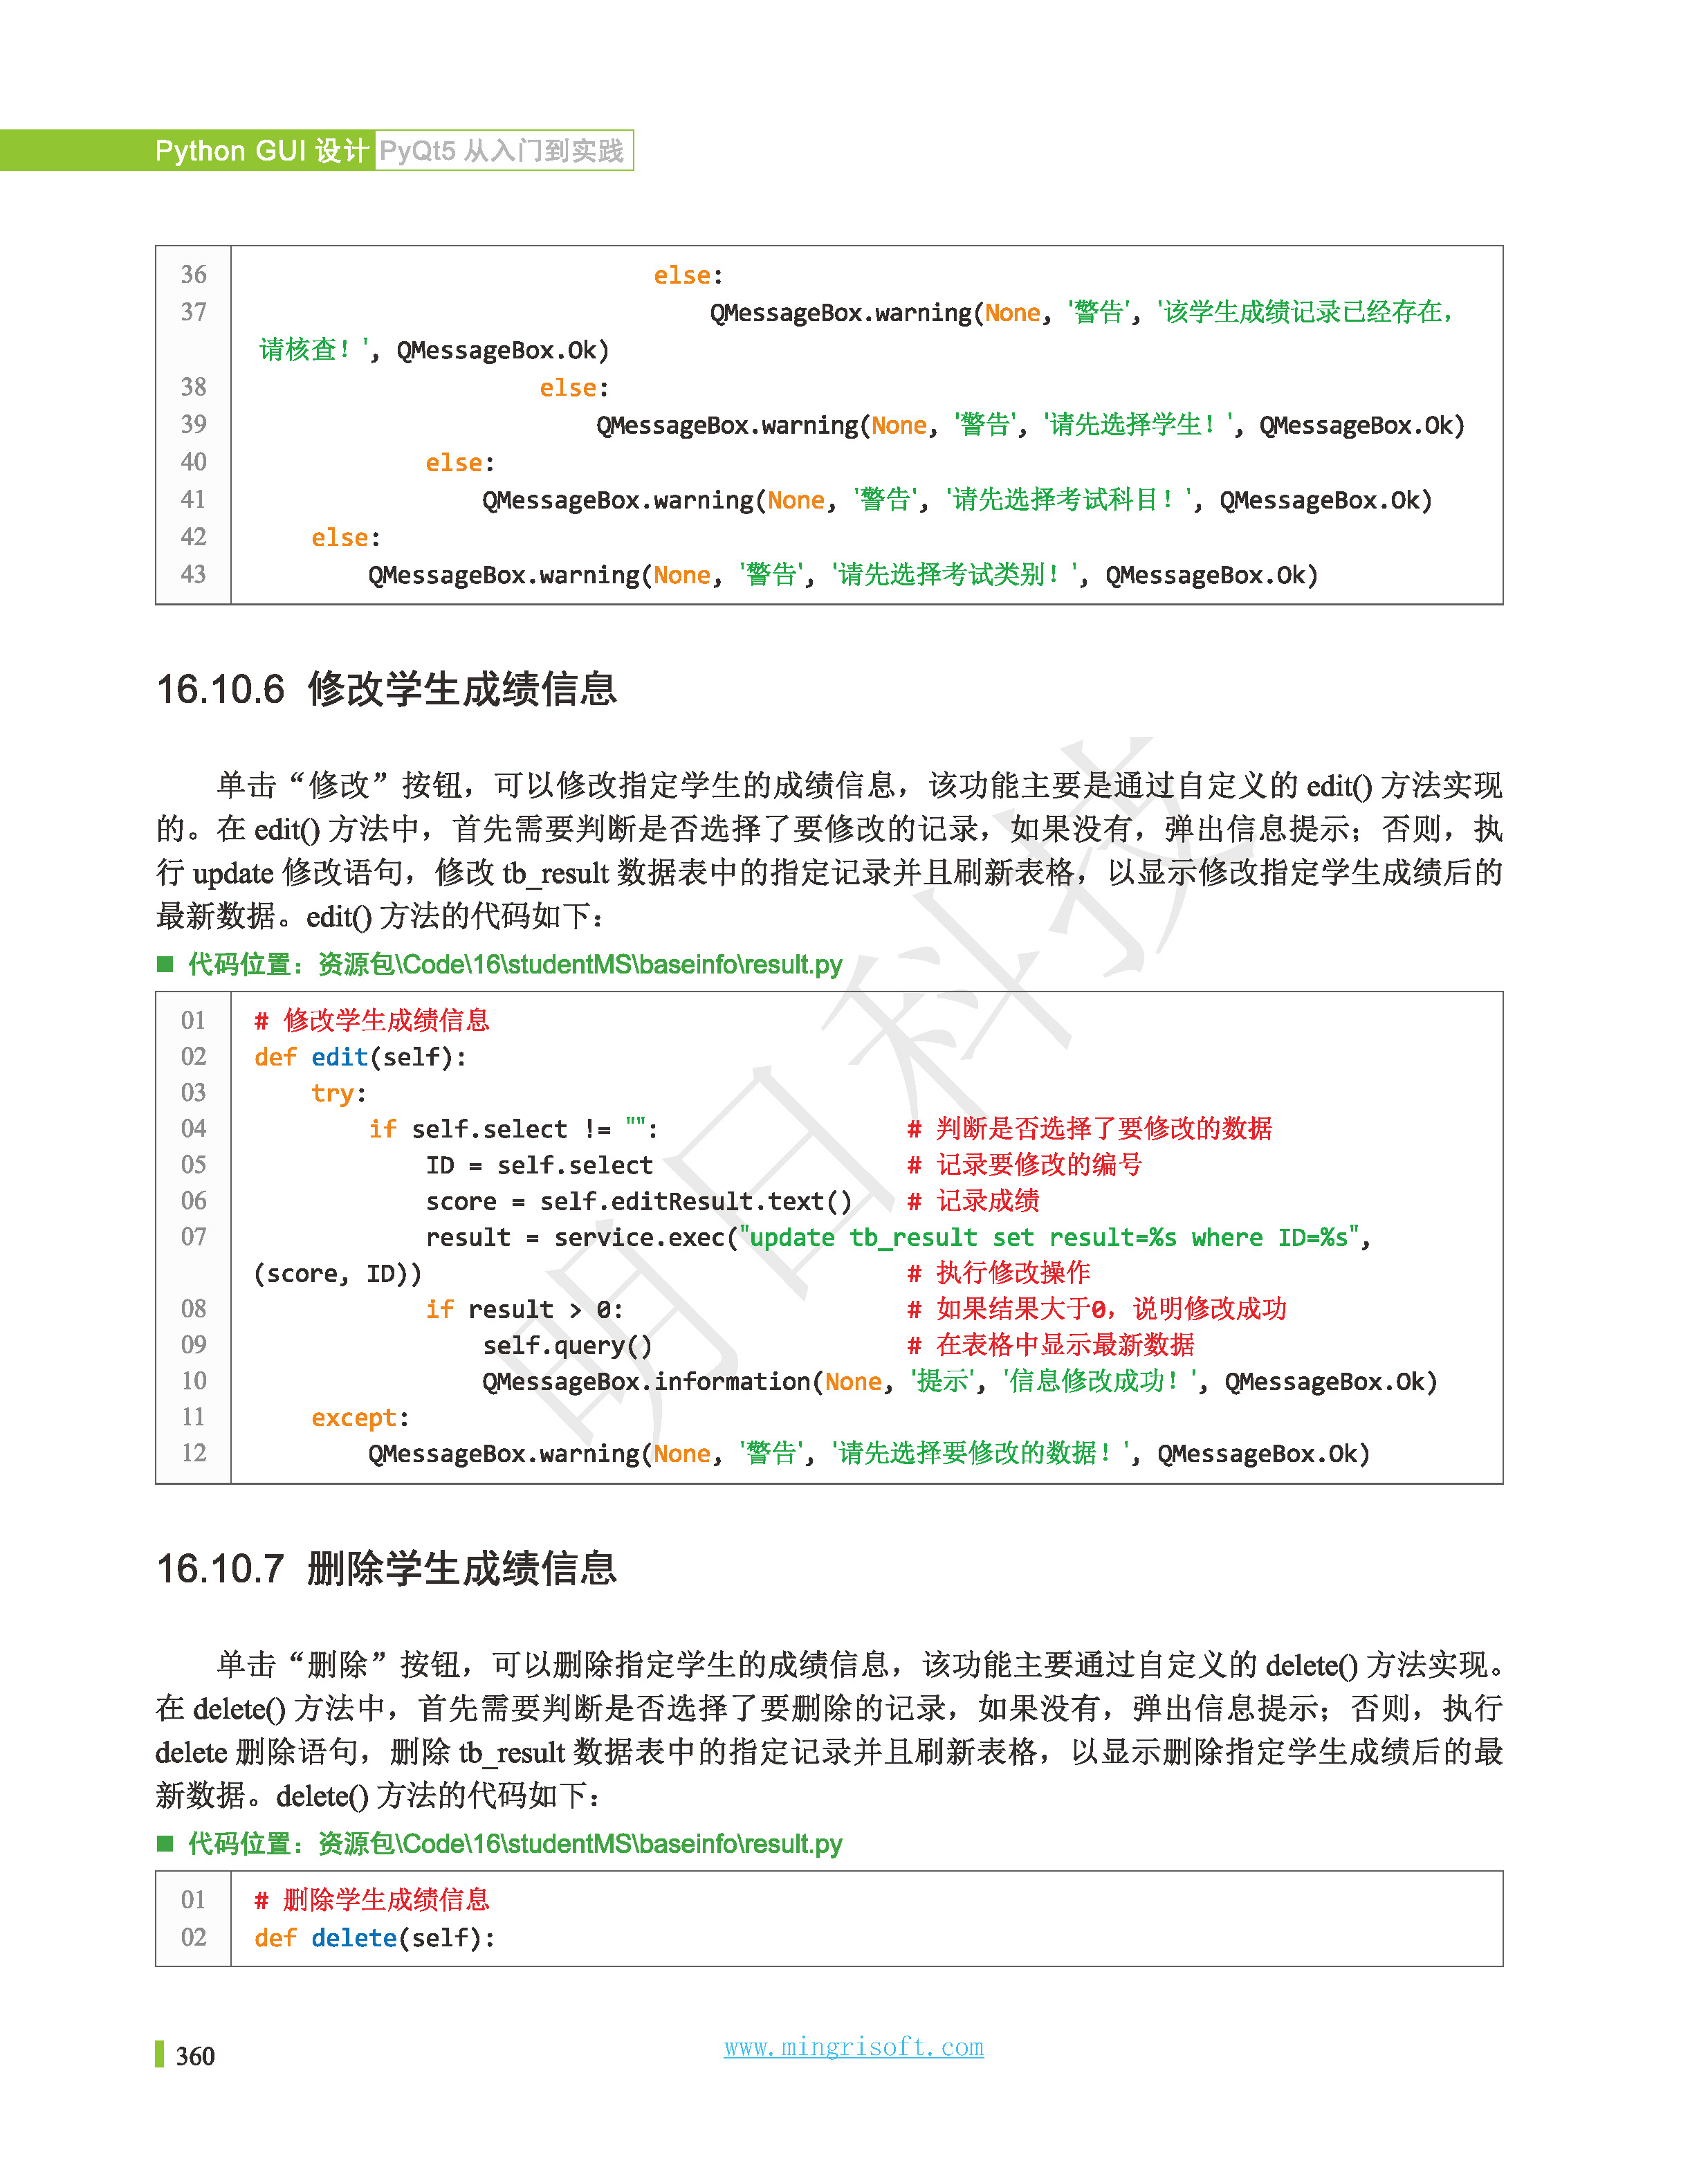 Python GUI 设计 PyQt5 从入门到实践
36 else:
37 QMessageBox.warning(None, '警告', '该学生成绩记录已经存在，
请核查！', QMessageBox.Ok)
38 else:
39 QMessageBox.warning(None, '警告', '请先选择学生！', QMessageBox.Ok)
40 else:
41 QMessageBox.warning(None, '警告', '请先选择考试科目！', QMessageBox.Ok)
42 else:
43 QMessageBox.warning(None, '警告', '请先选择考试类别！', QMessageBox.Ok)
16.10.6 修改学生成绩信息
单击“修改”按钮，可以修改指定学生的成绩信息，该功能主要是通过自定义的 edit() 方法实现
的。在 edit() 方法中，首先需要判断是否选择了要修改的记录，如果没有，弹出信息提示；否则，执
行 update 修改语句，修改 tb_result 数据表中的指定记录并且刷新表格，以显示修改指定学生成绩后的
最新数据。edit() 方法的代码如下：
■ 代码位置：资源包\Code\16\studentMS\baseinfo\result.py
01 # 修改学生成绩信息
02 def edit(self):
03 try:
04 if self.select != "": # 判断是否选择了要修改的数据
05 ID = self.select # 记录要修改的编号
06 score = self.editResult.text() # 记录成绩
07 result = service.exec("update tb_result set result=%s where ID=%s",
(score, ID)) # 执行修改操作
08 if result > 0: # 如果结果大于0，说明修改成功
09 self.query() # 在表格中显示最新数据
10 QMessageBox.information(None, '提示', '信息修改成功！', QMessageBox.Ok)
11 except:
12 QMessageBox.warning(None, '警告', '请先选择要修改的数据！', QMessageBox.Ok)
16.10.7 删除学生成绩信息
单击“删除”按钮，可以删除指定学生的成绩信息，该功能主要通过自定义的 delete() 方法实现。
在 delete() 方法中，首先需要判断是否选择了要删除的记录，如果没有，弹出信息提示；否则，执行
delete 删除语句，删除 tb_result 数据表中的指定记录并且刷新表格，以显示删除指定学生成绩后的最
新数据。delete() 方法的代码如下：
■ 代码位置：资源包\Code\16\studentMS\baseinfo\result.py
01 # 删除学生成绩信息
02 def delete(self):
360
www.mingrisoft.com
明日科技